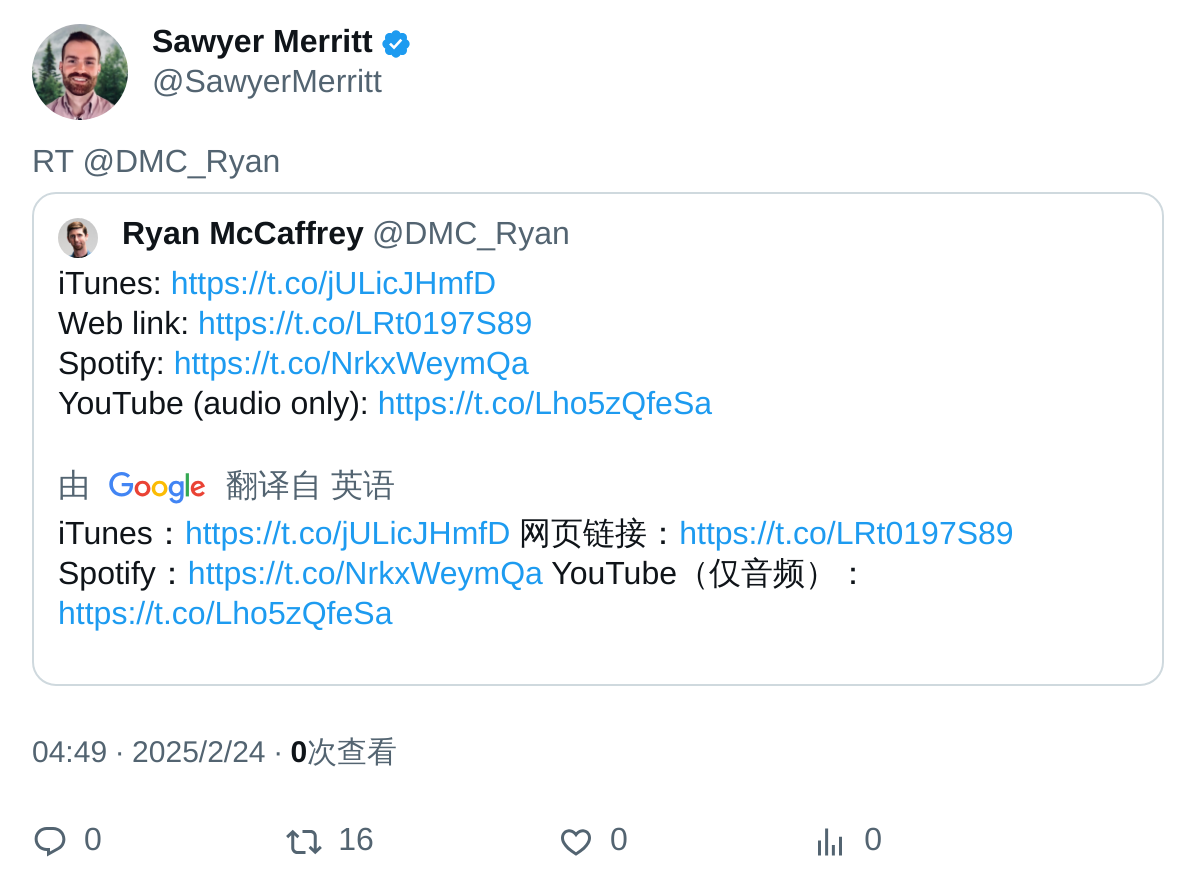 Sawyer Merritt
@SawyerMerritt
RT @DMC_Ryan
Ryan McCaffrey @DMC_Ryan
iTunes: https://t.co/jULicJHmfD
Web link: https://t.co/LRt0197S89
Spotify: https://t.co/NrkxWeymQa
YouTube (audio only): https://t.co/Lho5zQfeSa
由 Google 翻译自 英语
iTunes：https://t.co/jULicJHmfD 网页链接：https://t.co/LRt0197S89
Spotify：https://t.co/NrkxWeymQa YouTube（仅音频）：
https://t.co/Lho5zQfeSa
04:49 · 2025/2/24 · 0次查看
0 16 0 0